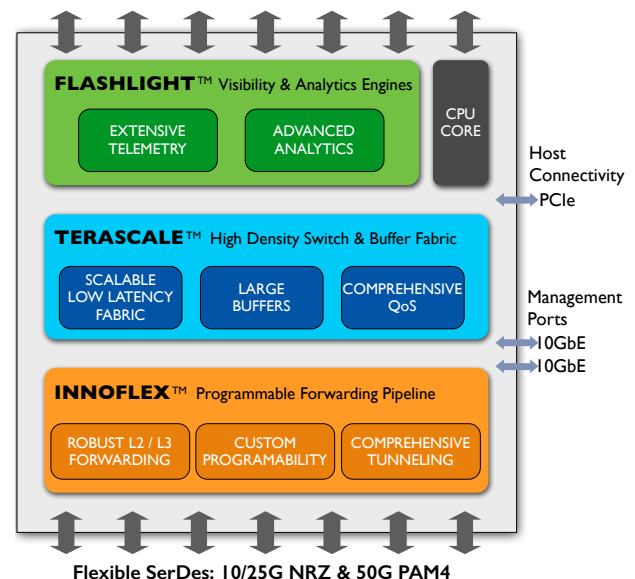 FLASHLIGHT™ Visibility & Analytics Engines
EXTENSIVE
TELEMETRY
ADVANCED
ANALYTICS
CPU
CORE
Host
Connectivity
PCIe
TERASCALE™ High Density Switch & Buffer Fabric
SCALABLE
LOW LATENCY
FABRIC
LARGE
BUFFERS
COMPREHENSIVE
QoS
Management
Ports
10GbE
10GbE
INNOFLEX™ Programmable Forwarding Pipeline
ROBUST L2 / L3
FORWARDING
CUSTOM
PROGRAMABILITY
COMPREHENSIVE
TUNNELING
Flexible SerDes: 10/25G NRZ & 50G PAM4